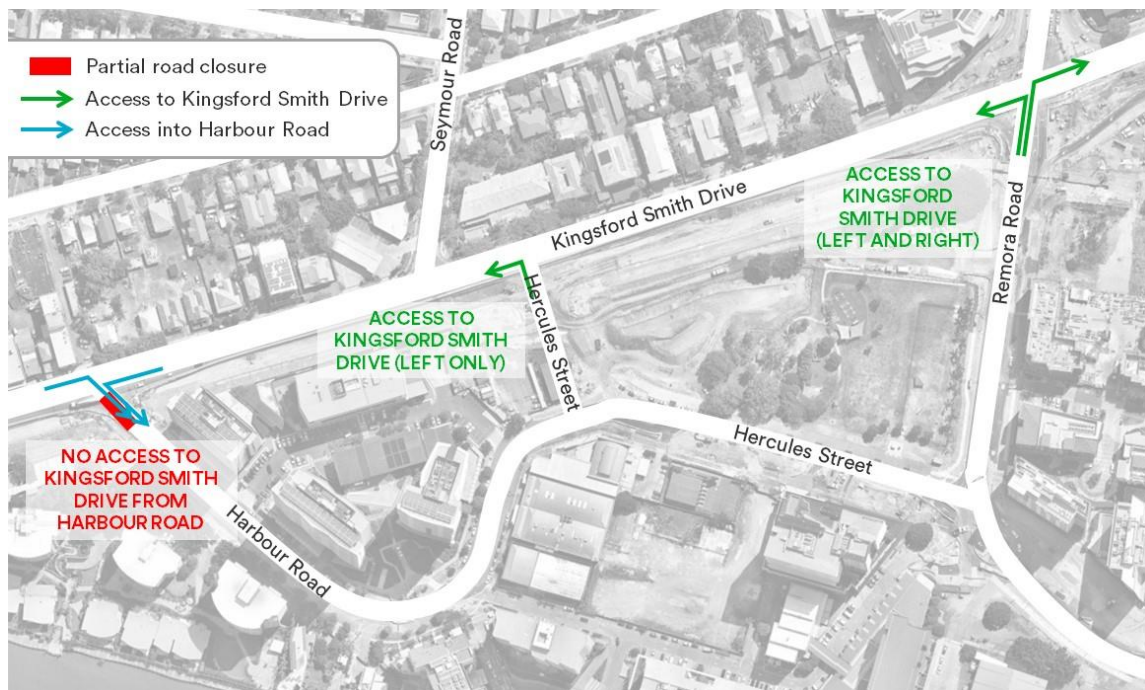 Partial road closure
Access to Kingsford Smith Drive
Access into Harbour Road
Seymour Road
Kingsford Smith Drive
ACCESS TO
KINGSFORD
SMITH DRIVE
(LEFT AND RIGHT)
Remora Road
Hercules Street
ACCESS TO
KINGSFORD SMITH
DRIVE (LEFT ONLY)
Hercules Street
NO ACCESS TO
KINGSFORD SMITH
DRIVE FROM
HARBOUR ROAD
Harbour Road